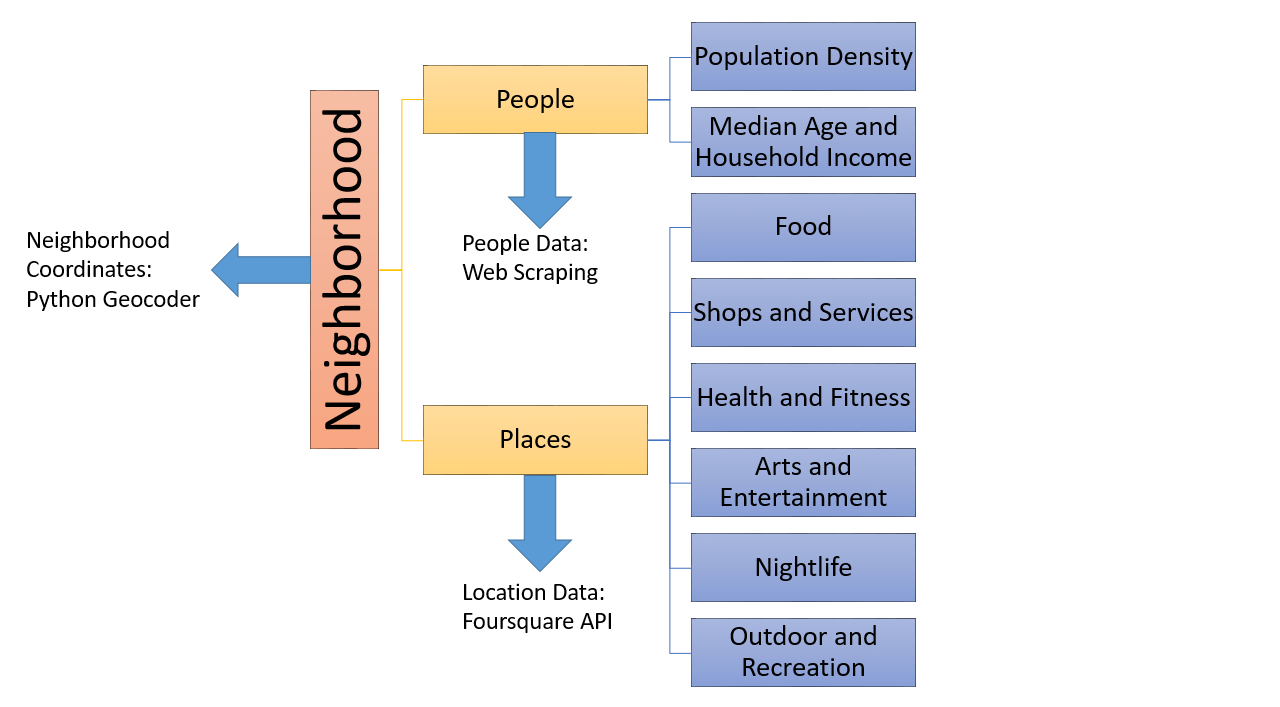 Neighborhood
Coordinates:
Python Geocoder
Neighborhood
People
People Data:
Web Scraping
Places
Location Data:
Foursquare API
Population Density
Median Age and
Household Income
Food
Shops and Services
Health and Fitness
Arts and
Entertainment
Nightlife
Outdoor and
Recreation